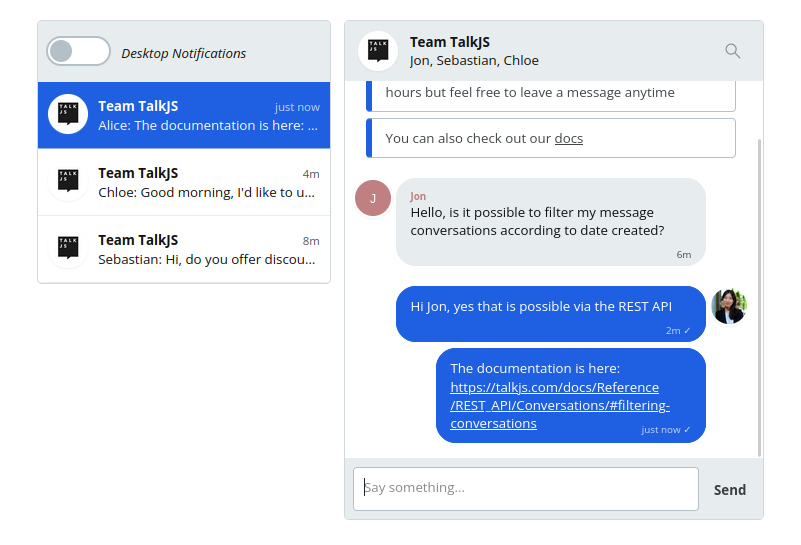 Desktop Notifications
TALK
JS
Team TalkJS
just now
Alice: The documentation is here: ...
TALK
JS
Team TalkJS
4m
Chloe: Good morning, I'd like to u...
TALK
JS
Team TalkJS
8m
Sebastian: Hi, do you offer discou...
TALK
JS
Team TalkJS
Jon, Sebastian, Chloe
hours but feel free to leave a message anytime
You can also check out our docs
J
Jon
Hello, is it possible to filter my message
conversations according to date created?
6m
Hi Jon, yes that is possible via the REST API
2m ✓
The documentation is here:
https://talkjs.com/docs/Reference
/REST_API/Conversations/#filtering-
conversations
just now ✓
Say something...
Send